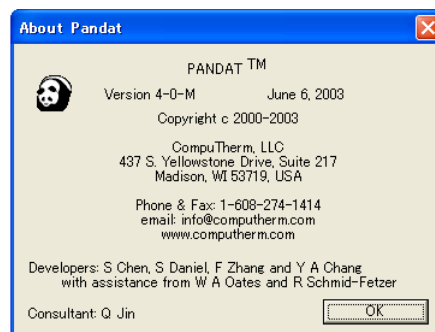 About Pandat
PANDAT TM
Version 4-0-M June 6, 2003
Copyright c 2000-2003
CompuTherm, LLC
437 S. Yellowstone Drive, Suite 217
Madison, WI 53719, USA
Phone & Fax: 1-608-274-1414
email: info@computherm.com
www.computherm.com
Developers: S Chen, S Daniel, F Zhang and Y A Chang
with assistance from W A Oates and R Schmid-Fetzer
Consultant: Q Jin
OK